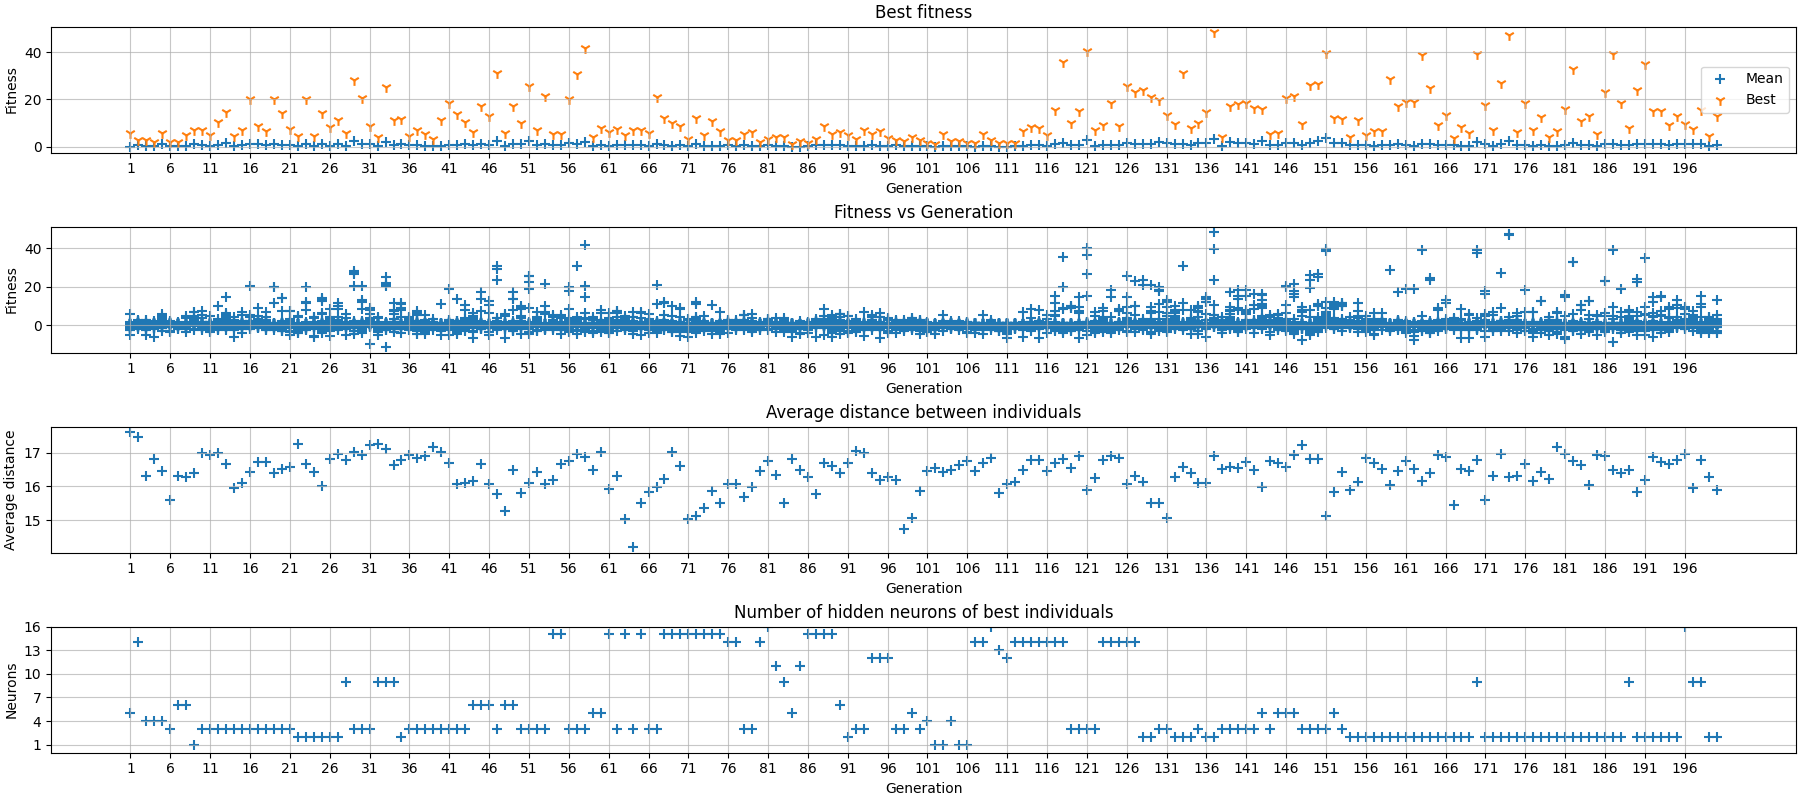 Best fitness
Fitness
40
20
0
Mean
Best
1 6 11 16 21 26 31 36 41 46 51 56 61 66 71 76 81 86 91 96 101 106 111 116 121 126 131 136 141 146 151 156 161 166 171 176 181 186 191 196
Generation
Fitness vs Generation
Fitness
40
20
0
1 6 11 16 21 26 31 36 41 46 51 56 61 66 71 76 81 86 91 96 101 106 111 116 121 126 131 136 141 146 151 156 161 166 171 176 181 186 191 196
Generation
Average distance between individuals
Average distance
17
16
15
1 6 11 16 21 26 31 36 41 46 51 56 61 66 71 76 81 86 91 96 101 106 111 116 121 126 131 136 141 146 151 156 161 166 171 176 181 186 191 196
Generation
Number of hidden neurons of best individuals
Neurons
16
13
10
7
4
1
1 6 11 16 21 26 31 36 41 46 51 56 61 66 71 76 81 86 91 96 101 106 111 116 121 126 131 136 141 146 151 156 161 166 171 176 181 186 191 196
Generation